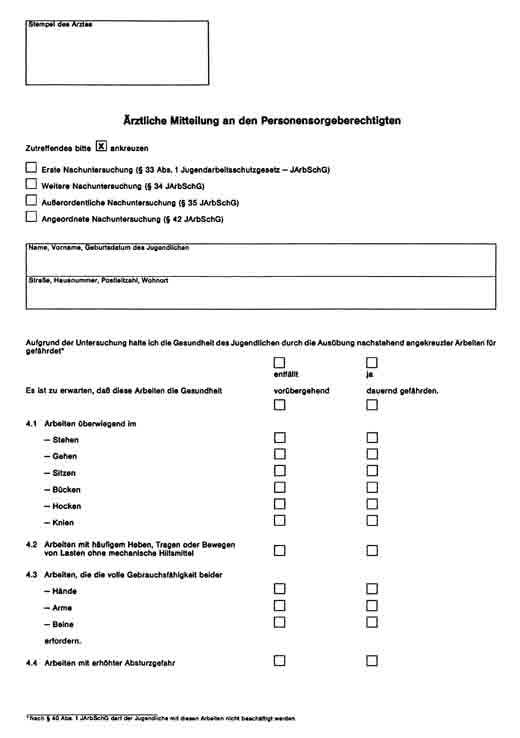 Stempel des Arztes
Ärztliche Mitteilung an den Personensorgeberechtigten
Zutreffendes bitte x ankreuzen
Erste Nachuntersuchung (§ 33 Abs. 1 Jugendarbeitsschutzgesetz – JArbSchG)
Weitere Nachuntersuchung (§ 34 JArbSchG)
Außerordentliche Nachuntersuchung (§ 35 JArbSchG)
Angeordnete Nachuntersuchung (§ 42 JArbSchG)
Name, Vorname, Geburtsdatum des Jugendlichen
Straße, Hausnummer, Postleitzahl, Wohnort
Aufgrund der Untersuchung halte ich die Gesundheit des Jugendlichen durch die Ausübung nachstehend angekreuzter Arbeiten für
gefährdet*
entfällt ja
Es ist zu erwarten, daß diese Arbeiten die Gesundheit vorübergehend dauernd gefährden.
4.1 Arbeiten überwiegend im
– Stehen
– Gehen
– Sitzen
– Bücken
– Hocken
– Knien
4.2 Arbeiten mit häufigem Heben, Tragen oder Bewegen
von Lasten ohne mechanische Hilfsmittel
4.3 Arbeiten, die die volle Gebrauchsfähigkeit beider
– Hände
– Arme
– Beine
erfordern.
4.4 Arbeiten mit erhöhter Absturzgefahr
*Nach § 40 Abs. 1 JArbSchG darf der Jugendliche mit diesen Arbeiten nicht beschäftigt werden.